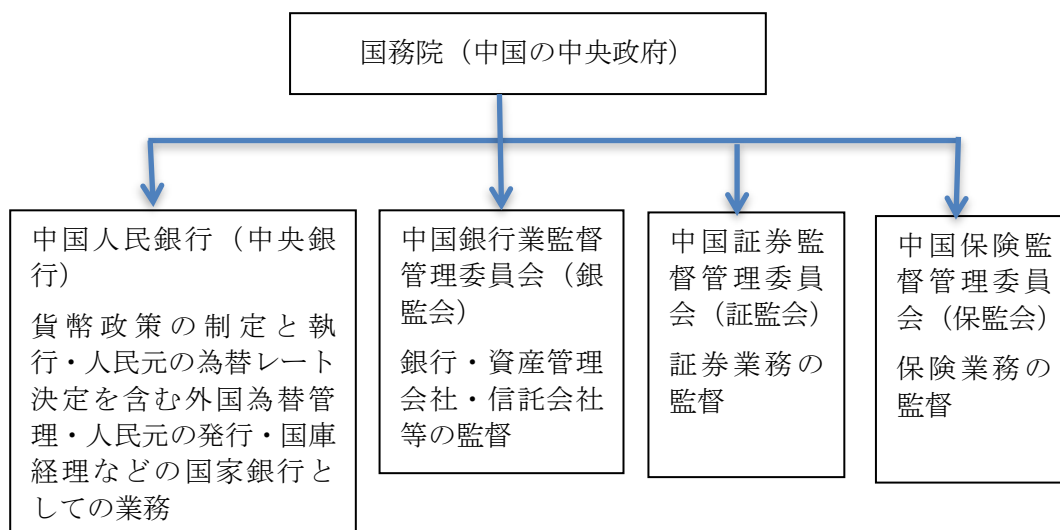 国務院（中国の中央政府）
中国人民銀行（中央銀
行）
貨幣政策の制定と執
行・人民元の為替レート
決定を含む外国為替管
理・人民元の発行・国庫
経理などの国家銀行と
しての業務
中国銀行業監督
管理委員会（銀
監会）
銀行・資産管理
会社・信託会社
等の監督
中国証券監
督管理委員
会（証監会）
証券業務の
監督
中国保険監
督管理委員
会（保監会）
保険業務の
監督